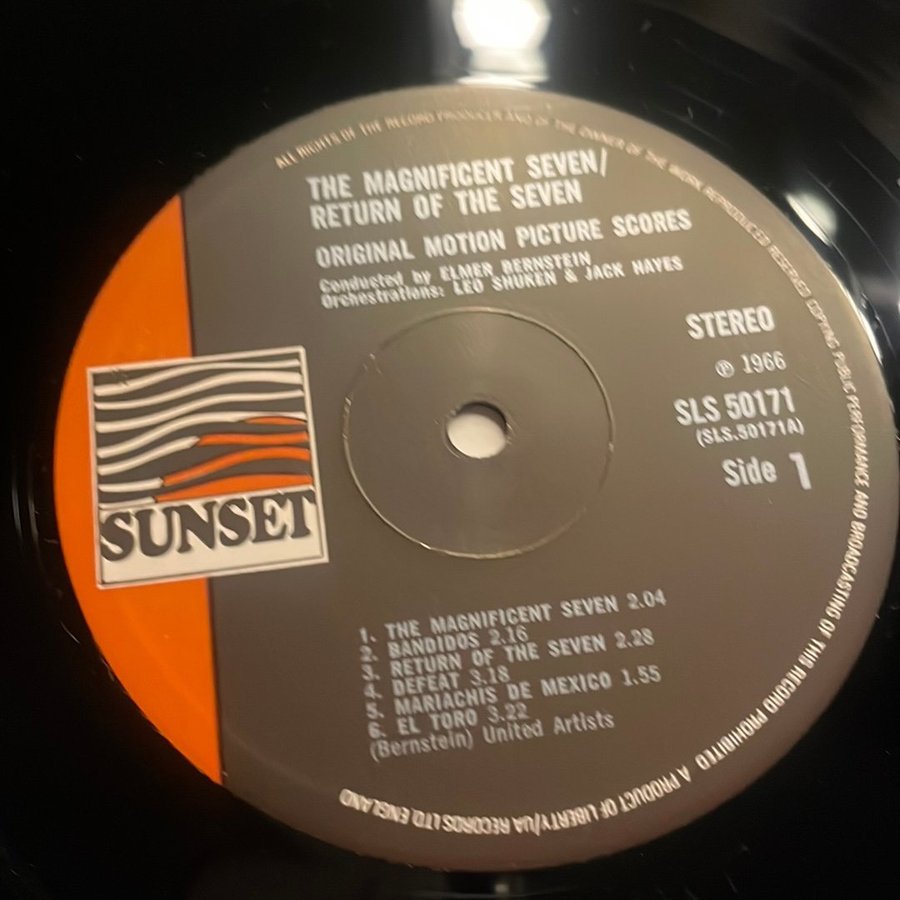 ALL RIGHTS OF THE RECORD PRODUCER AND OF THE OWNER OF THE WORK REPRODUCED RESERVED COPYING PUBLIC PERFORMANCE AND BROADCASTING OF THIS RECORD PROHIBITED A PRODUCT OF LIBERTY/UA RECORDS LTD. ENGLAND
THE MAGNIFICENT SEVEN/
RETURN OF THE SEVEN
ORIGINAL MOTION PICTURE SCORES
Conducted by ELMER BERNSTEIN
Orchestrations: LEO SHUKEN & JACK HAYES
STEREO
℗ 1966
SLS 50171
(SLS.50171A)
Side 1
SUNSET
1. THE MAGNIFICENT SEVEN 2.04
2. BANDIDOS 2.16
3. RETURN OF THE SEVEN 2.28
4. DEFEAT 3.18
5. MARIACHIS DE MEXICO 1.55
6. EL TORO 3.22
(Bernstein) United Artists